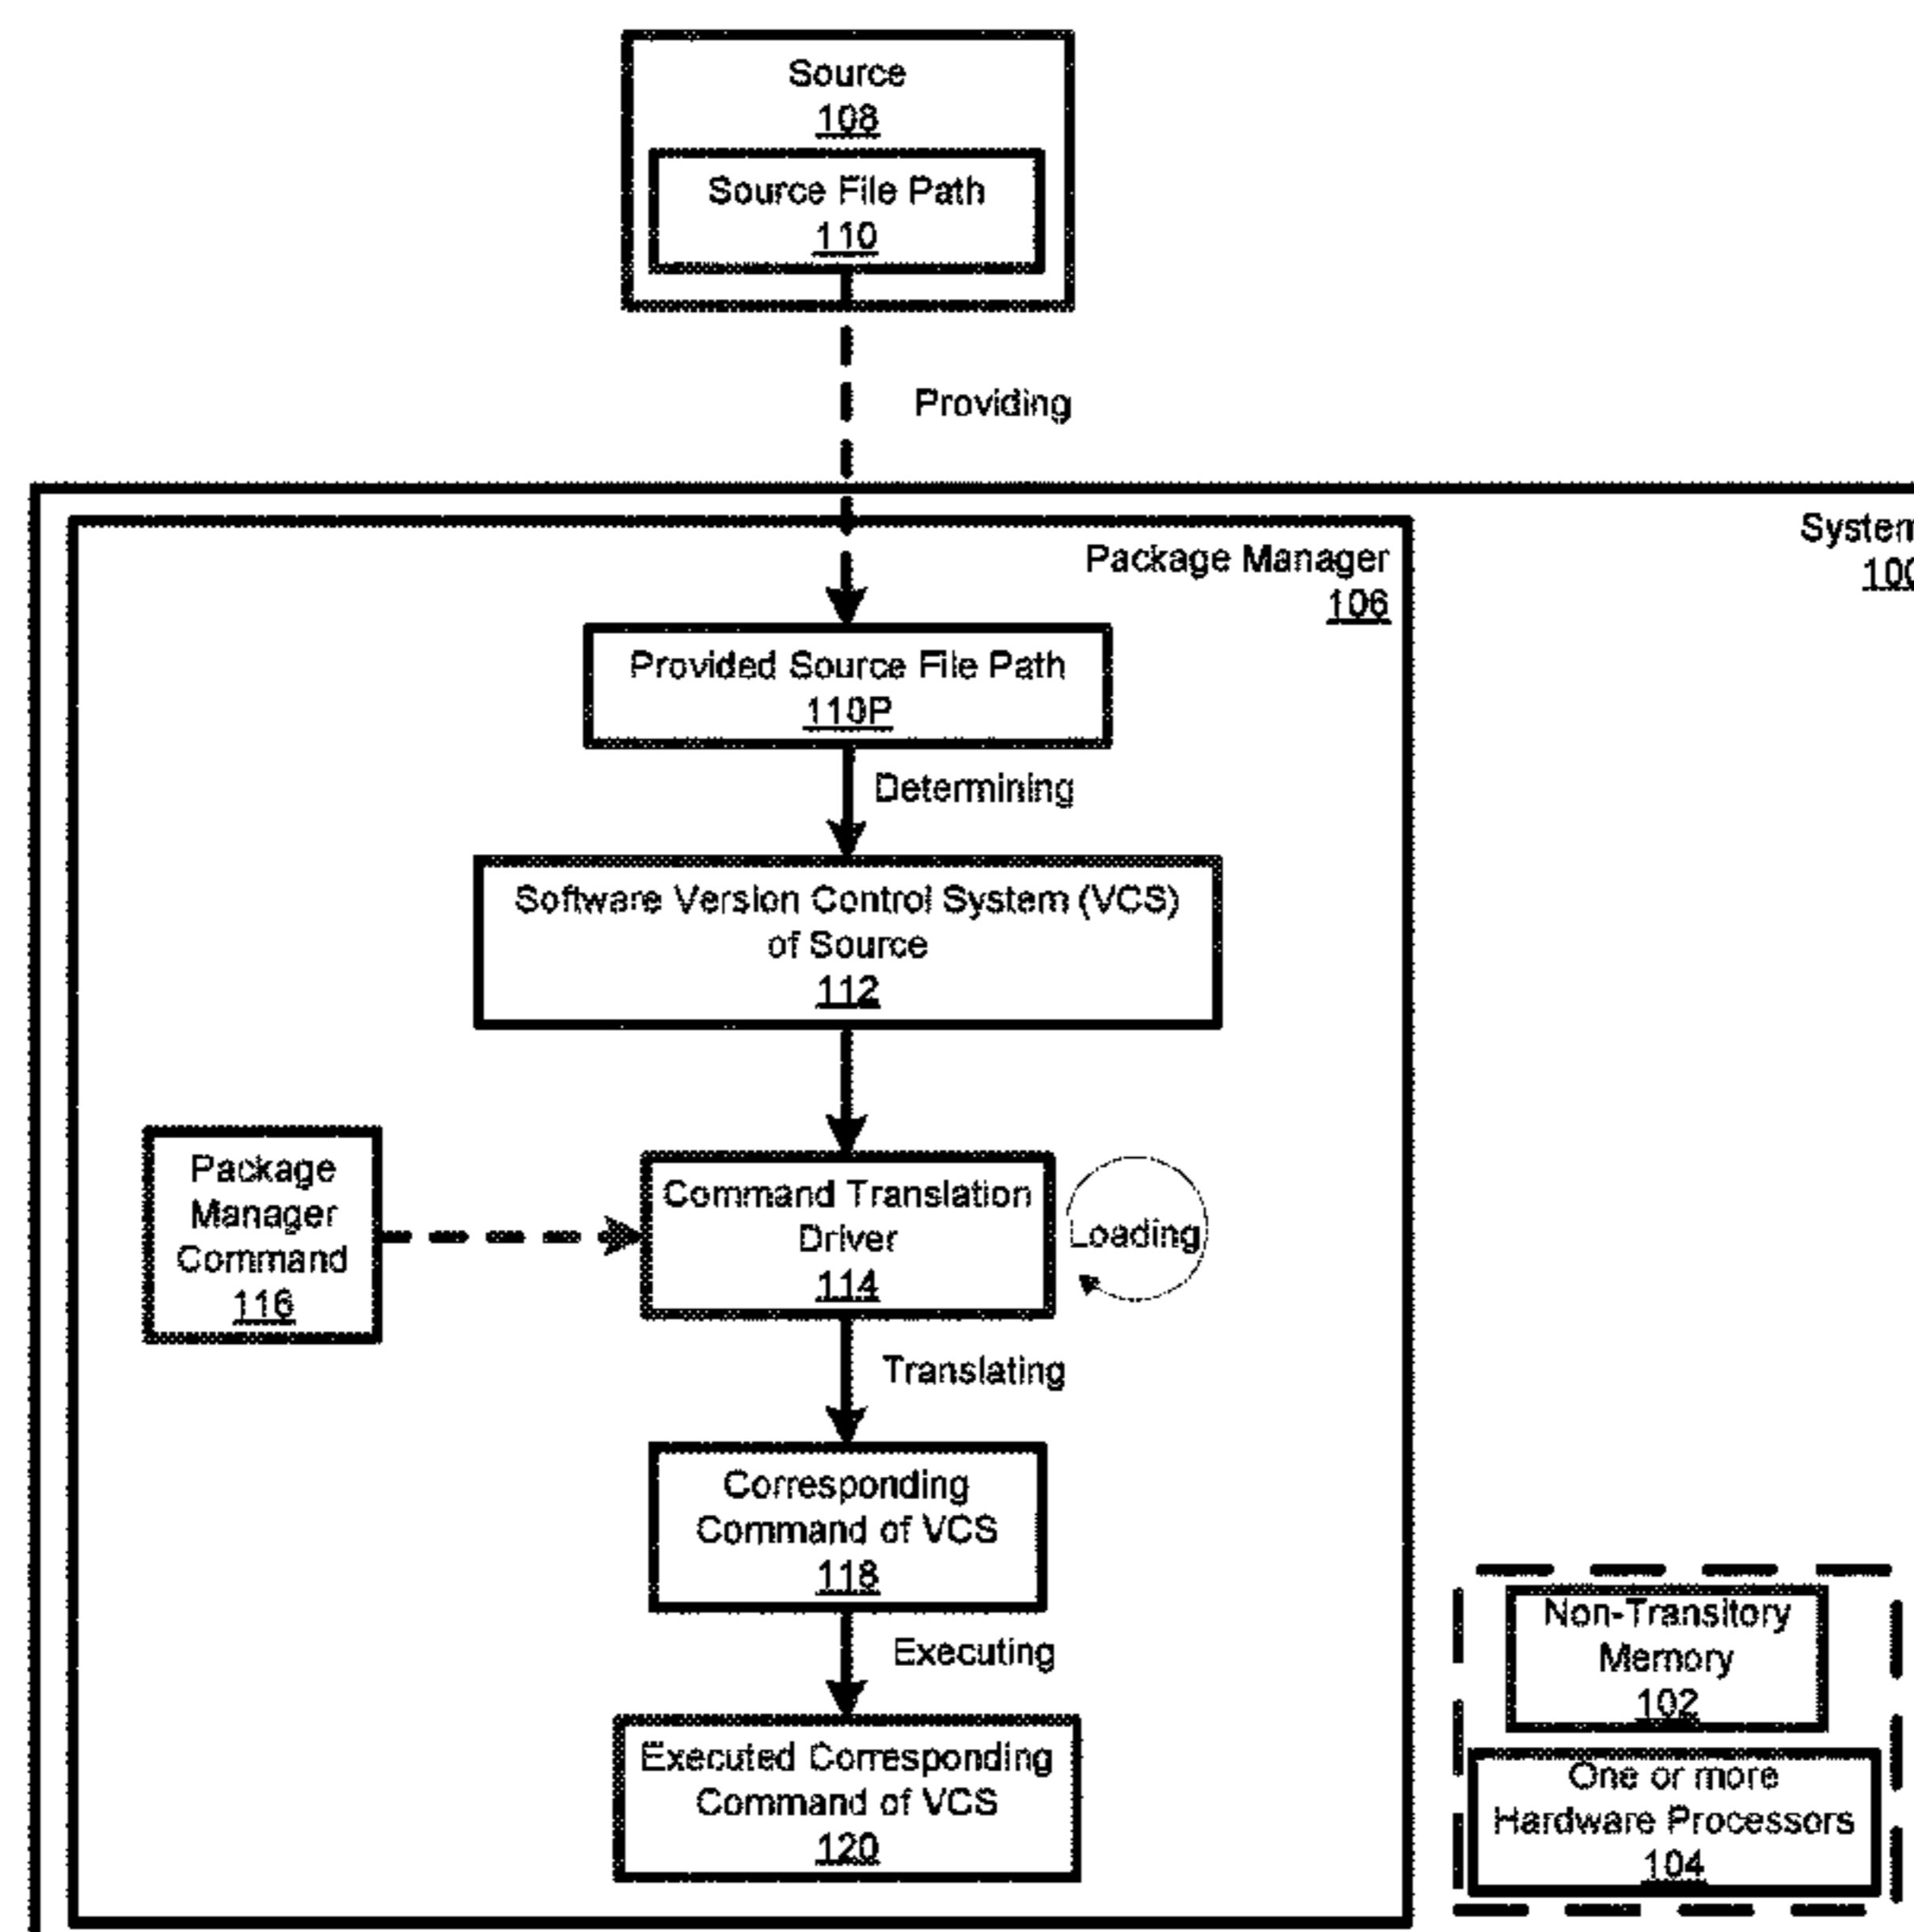 Source
108
Source File Path
110
Providing
System
100
Package Manager
106
Provided Source File Path
110P
Determining
Software Version Control System (VCS)
of Source
112
Package
Manager
Command
116
Command Translation
Driver
114
Loading
Translating
Corresponding
Command of VCS
118
Executing
Executed Corresponding
Command of VCS
120
Non-Transitory
Memory
102
One or more
Hardware Processors
104